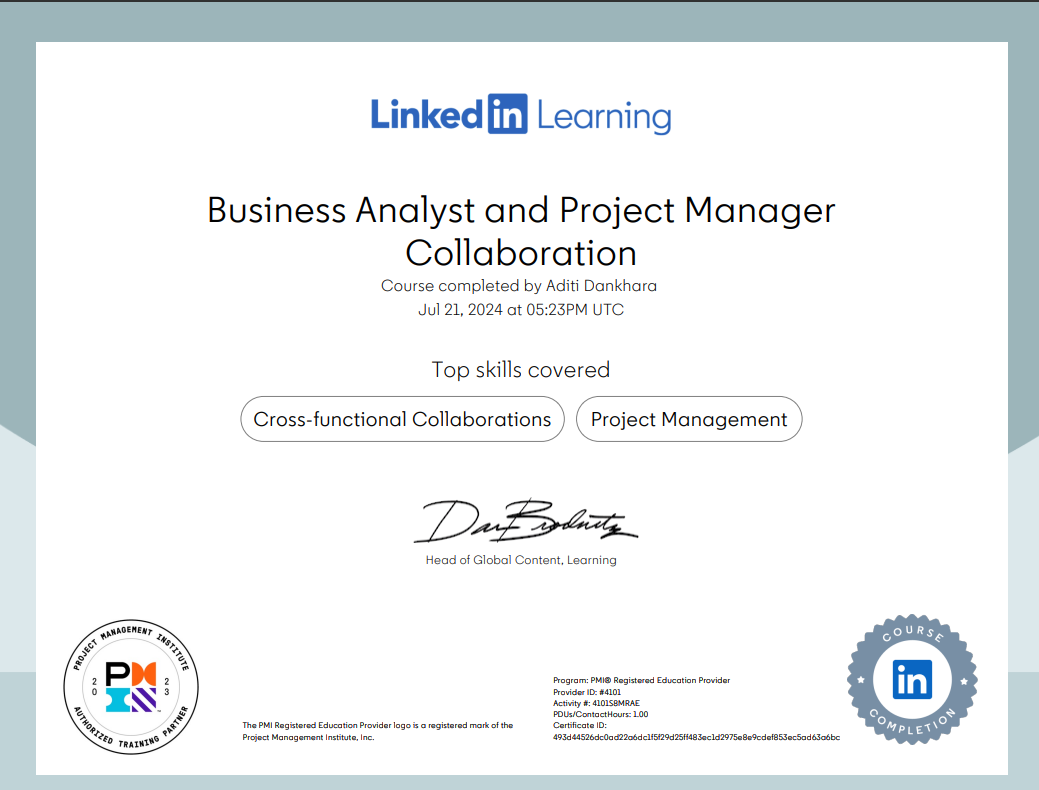 LinkedIn Learning
Business Analyst and Project Manager
Collaboration
Course completed by Aditi Dankhara
Jul 21, 2024 at 05:23PM UTC
Top skills covered
Cross-functional Collaborations
Project Management
Dan Brodnitz
Head of Global Content, Learning
PROJECT MANAGEMENT INSTITUTE
PM
20 23
AUTHORIZED TRAINING PARTNER
The PMI Registered Education Provider logo is a registered mark of the
Project Management Institute, Inc.
Program: PMI® Registered Education Provider
Provider ID: #4101
Activity #: 4101S8MRAE
PDUs/ContactHours: 1.00
Certificate ID:
493d44526dc0ad22a6dc1f5f29d25ff483ec1d2975e8e9cdef853ec5ad63a6bc
COURSE
in
COMPLETION